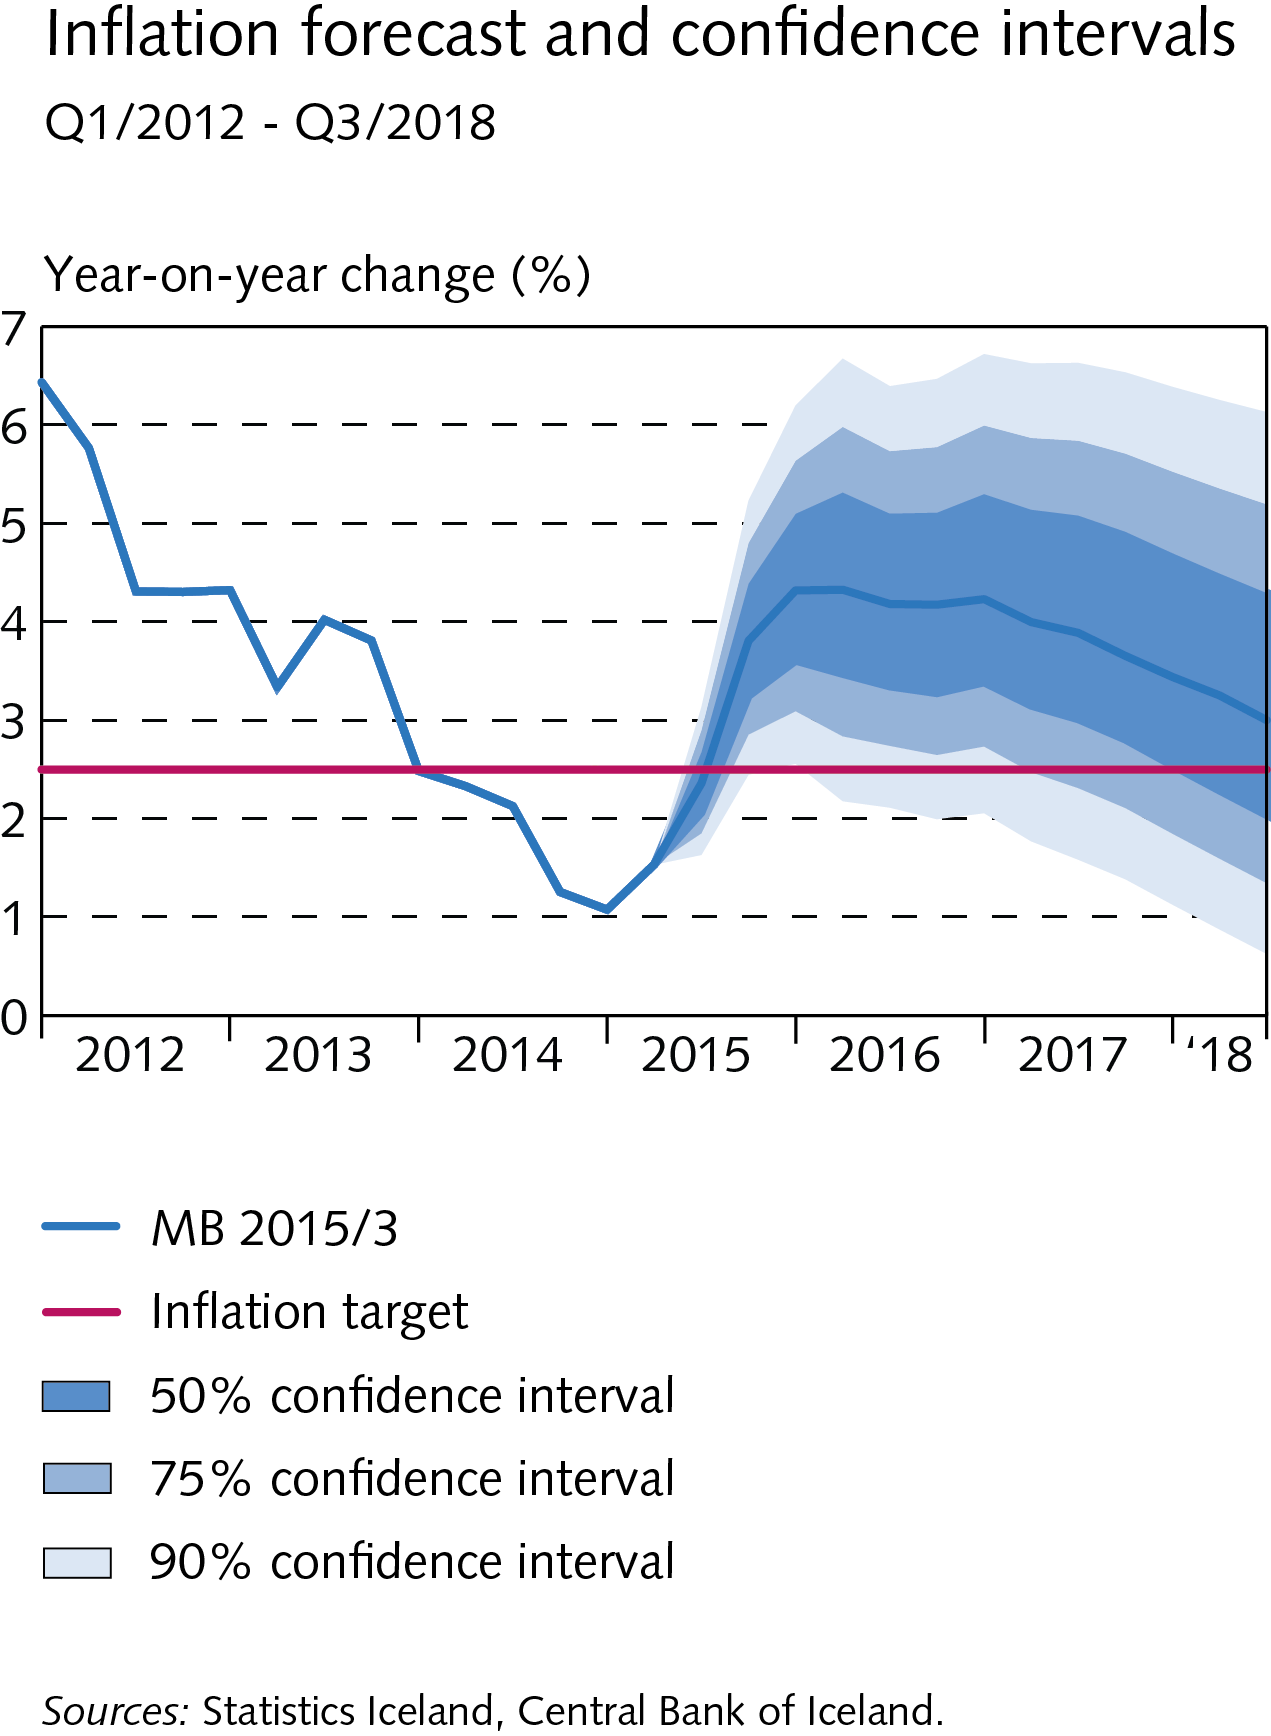 Inflation forecast and confidence intervals
Q1/2012 - Q3/2018
Year-on-year change (%)
7
6
5
4
3
2
1
0
2012 2013 2014 2015 2016 2017 ‘18
MB 2015/3
Inflation target
50% confidence interval
75% confidence interval
90% confidence interval
Sources: Statistics Iceland, Central Bank of Iceland.